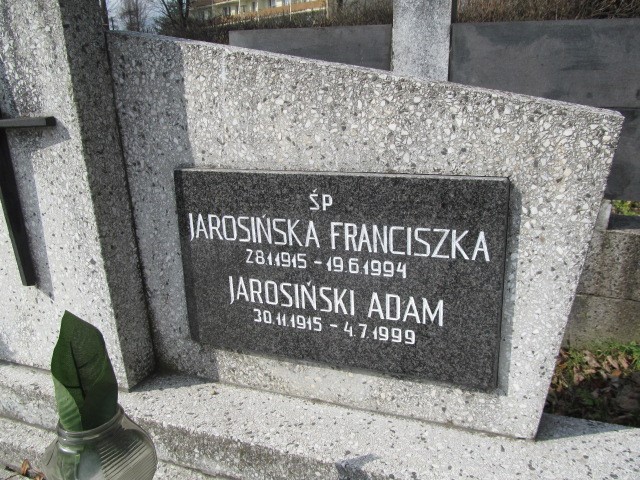 ŚP
JAROSIŃSKA FRANCISZKA
28.1.1915 - 19.6.1994
JAROSIŃSKI ADAM
30.11.1915 - 4.7.1999